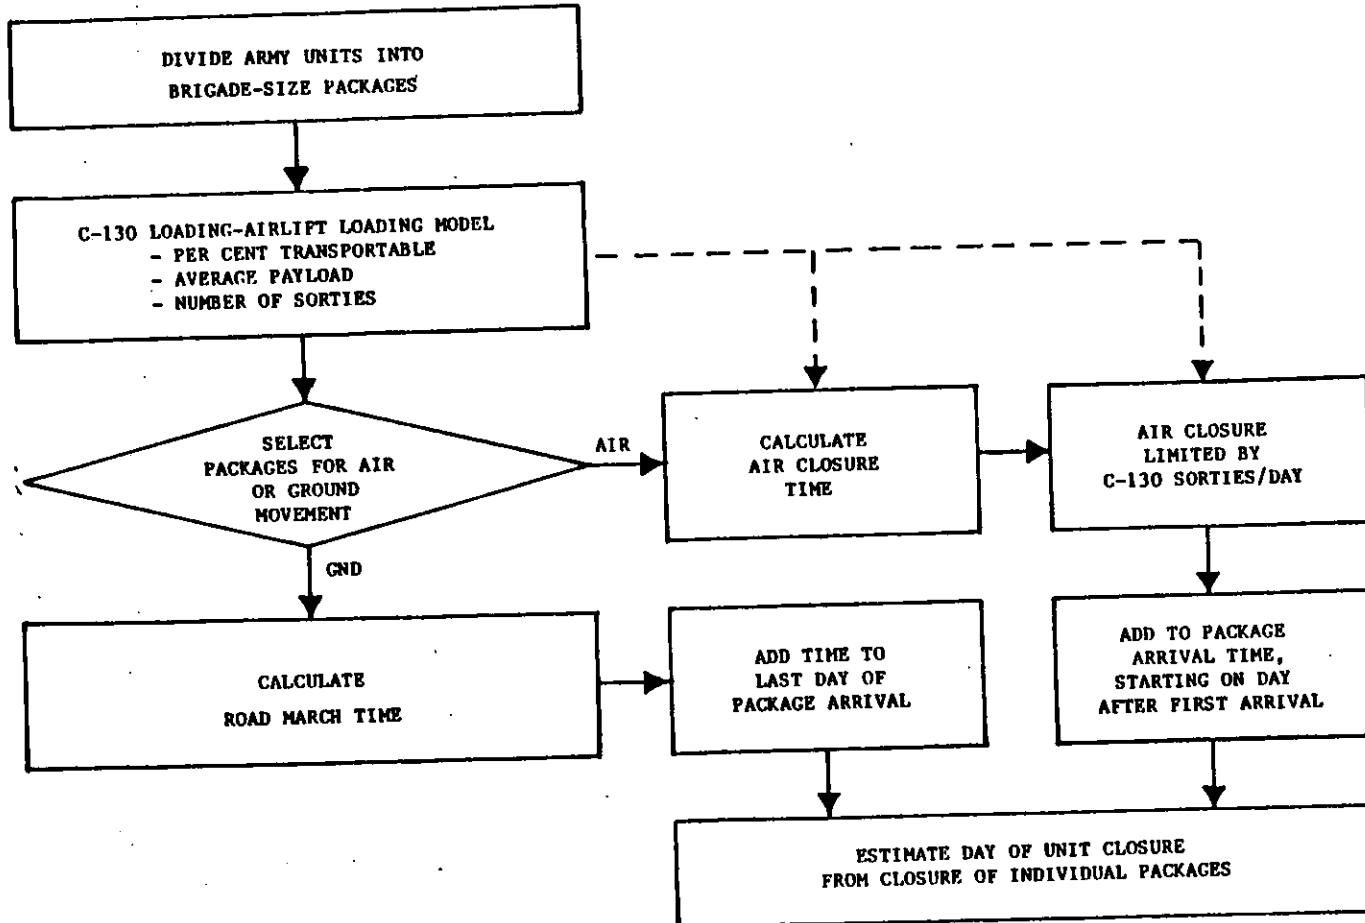 DIVIDE ARMY UNITS INTO
BRIGADE-SIZE PACKAGES
C-130 LOADING-AIRLIFT LOADING MODEL
- PER CENT TRANSPORTABLE
- AVERAGE PAYLOAD
- NUMBER OF SORTIES
SELECT
PACKAGES FOR AIR
OR GROUND
MOVEMENT
AIR
GND
CALCULATE
AIR CLOSURE
TIME
AIR CLOSURE
LIMITED BY
C-130 SORTIES/DAY
CALCULATE
ROAD MARCH TIME
ADD TIME TO
LAST DAY OF
PACKAGE ARRIVAL
ADD TO PACKAGE
ARRIVAL TIME,
STARTING ON DAY
AFTER FIRST ARRIVAL
ESTIMATE DAY OF UNIT CLOSURE
FROM CLOSURE OF INDIVIDUAL PACKAGES